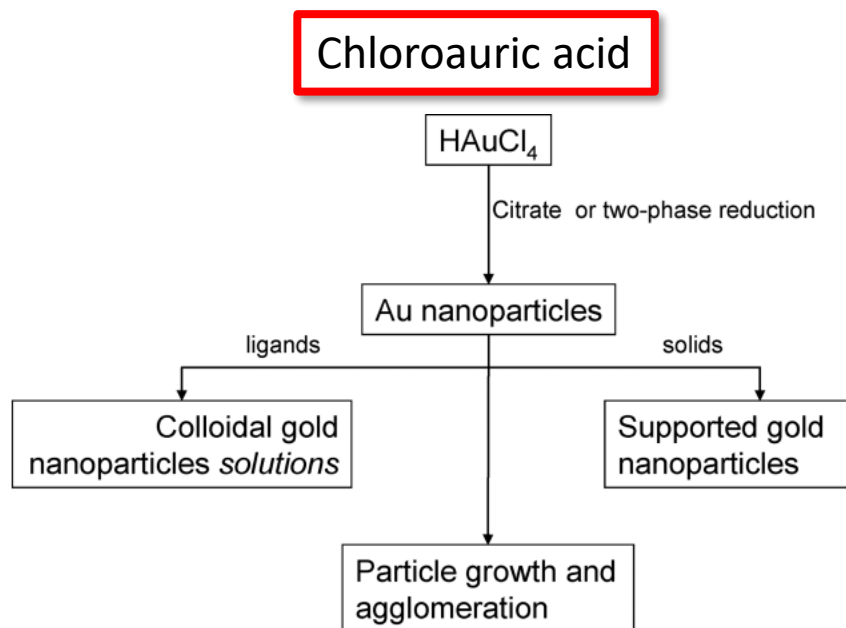 Chloroauric acid
HAuCl₄
Citrate or two-phase reduction
Au nanoparticles
ligands
solids
Colloidal gold
nanoparticles solutions
Supported gold
nanoparticles
Particle growth and
agglomeration